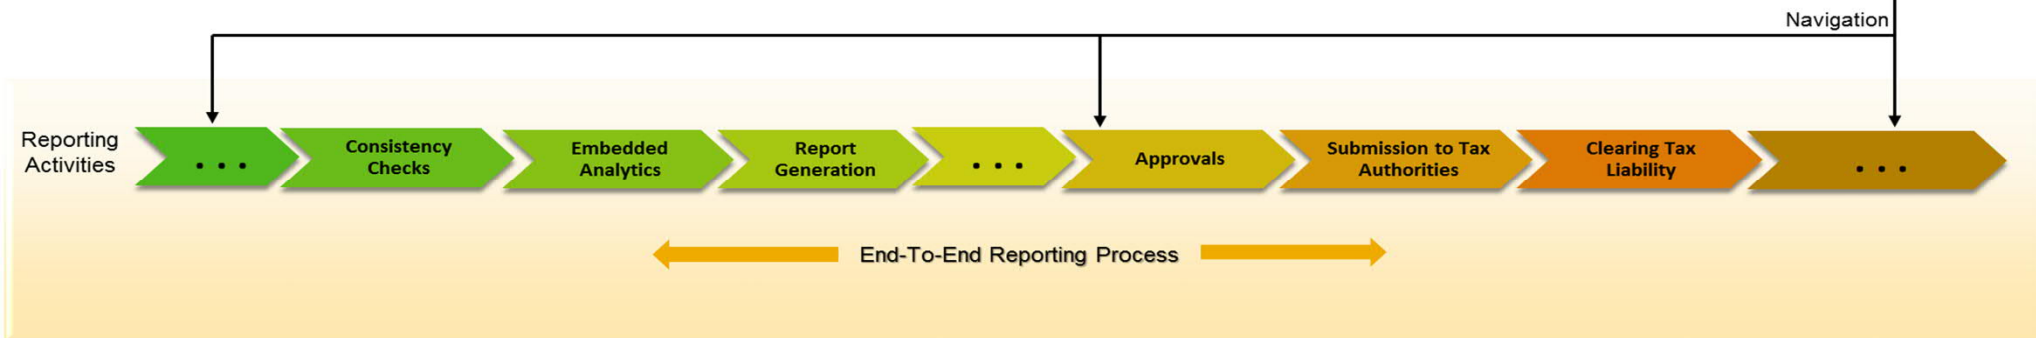 Navigation
Reporting
Activities
. . .
Consistency
Checks
Embedded
Analytics
Report
Generation
. . .
Approvals
Submission to Tax
Authorities
Clearing Tax
Liability
. . .
End-To-End Reporting Process